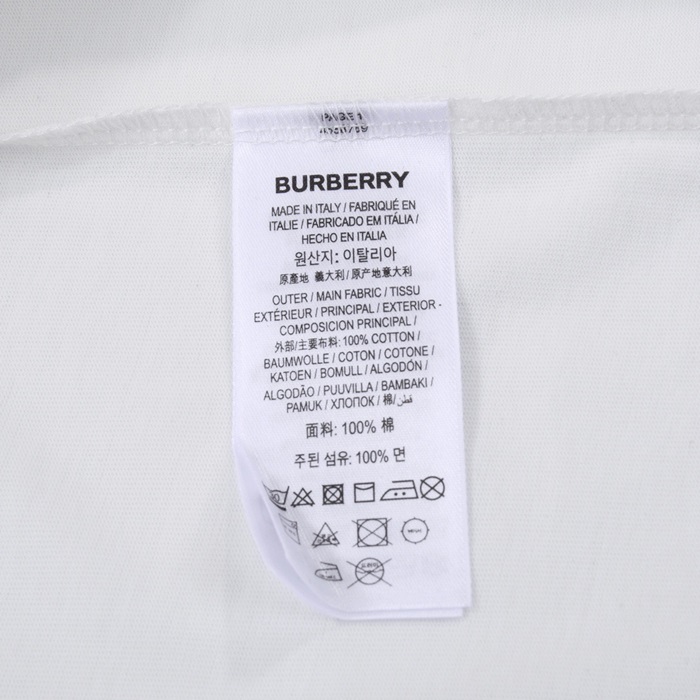 BURBERRY
MADE IN ITALY / FABRIQUÉ EN
ITALIE / FABRICADO EM ITÁLIA /
HECHO EN ITALIA
원산지: 이탈리아
原產地 義大利/原产地意大利
OUTER / MAIN FABRIC / TISSU
EXTÉRIEUR / PRINCIPAL / EXTERIOR -
COMPOSICION PRINCIPAL /
外部/主要布料: 100% COTTON /
BAUMWOLLE / COTON / COTONE /
KATOEN / BOMULL / ALGODÓN /
ALGODÃO / PUUVILLA / BAMBAKI /
PAMUK / ХЛОПОК / 棉/قطن
面料: 100% 棉
주된 섬유: 100% 면